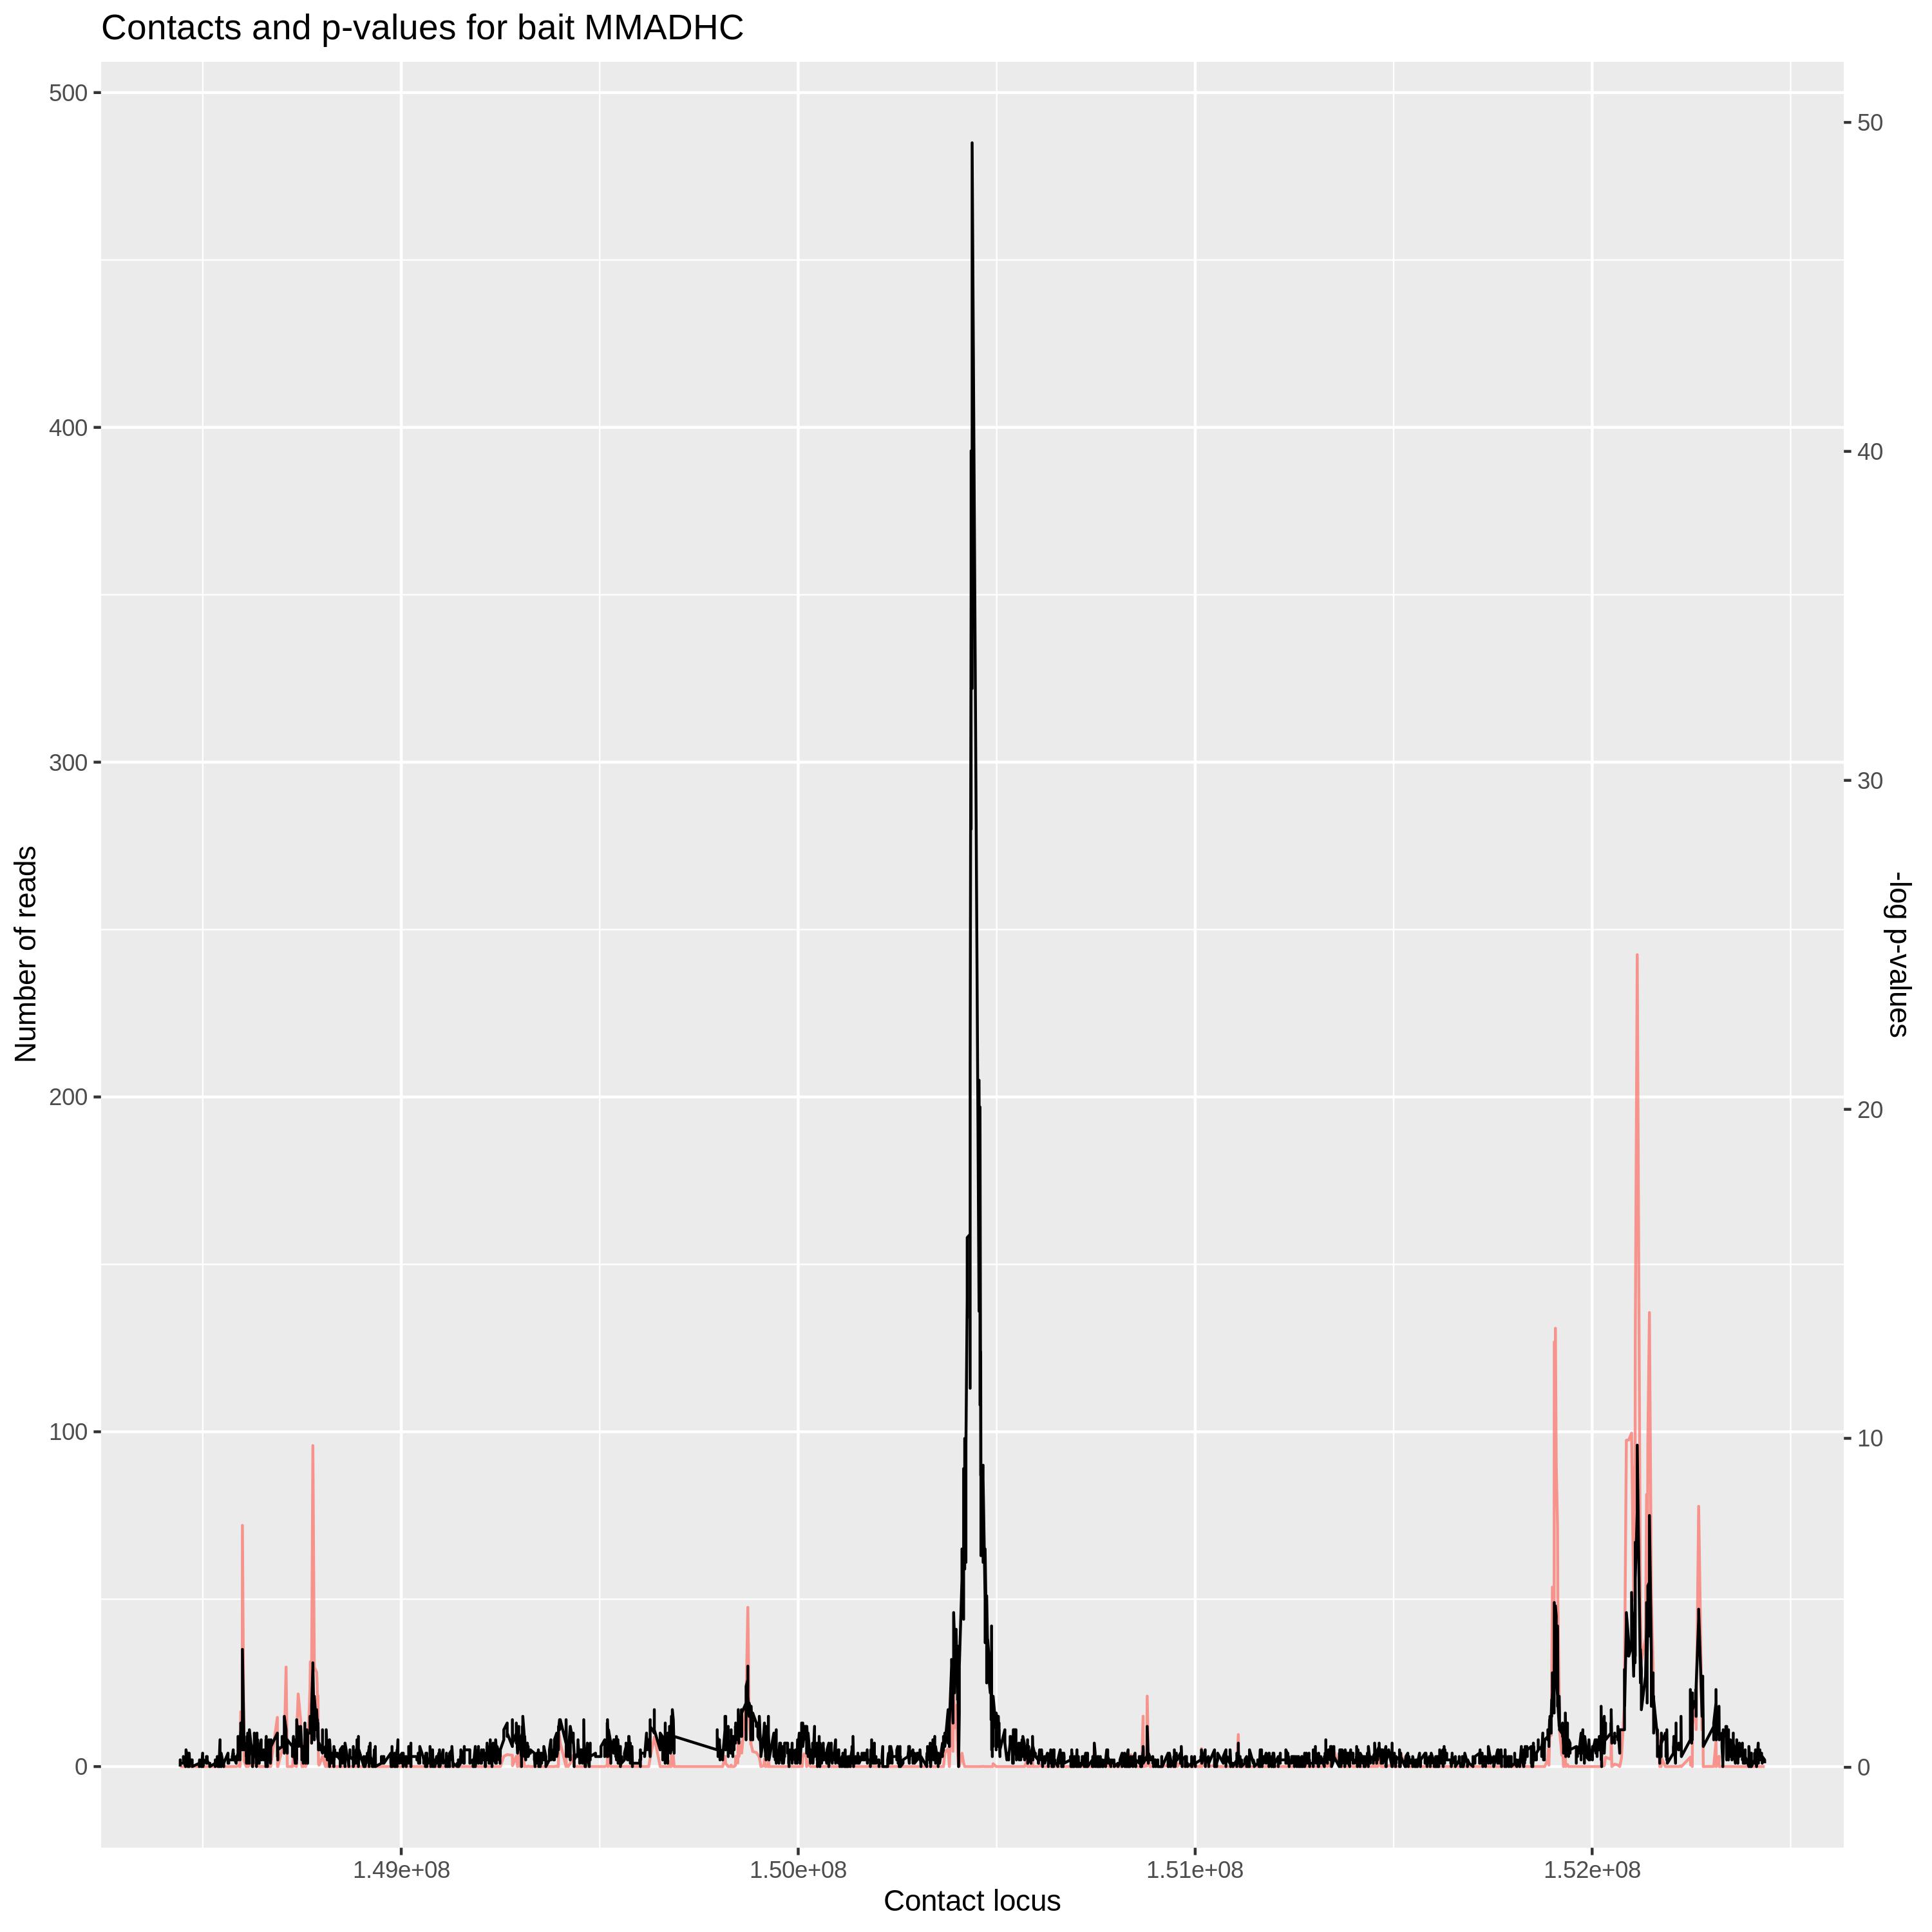 Contacts and p-values for bait MMADHC
500
400
300
200
100
0
Number of reads
50
40
30
20
10
0
-log p-values
1.49e+08
1.50e+08
1.51e+08
1.52e+08
Contact locus